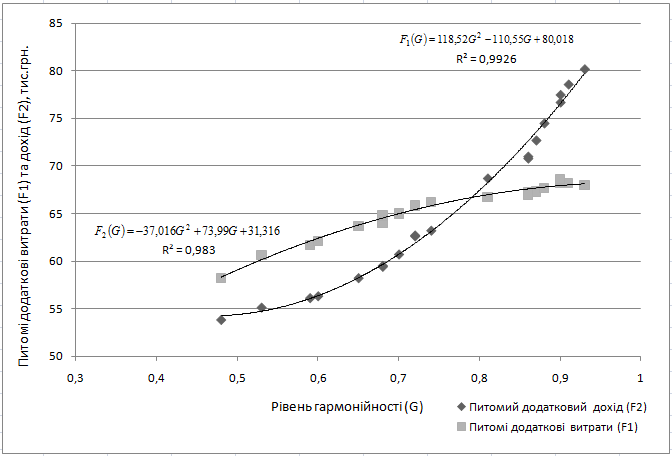 F₁(G) = 118,52G² −110,55G + 80,018
R² = 0,9926
F₂(G) = −37,016G² + 73,99G + 31,316
R² = 0,983
Питомі додаткові витрати (F1) та дохід (F2), тис.грн.
85
80
75
70
65
60
55
50
0,3 0,4 0,5 0,6 0,7 0,8 0,9 1
Рівень гармонійності (G)
Питомий додатковий дохід (F2)
Питомі додаткові витрати (F1)